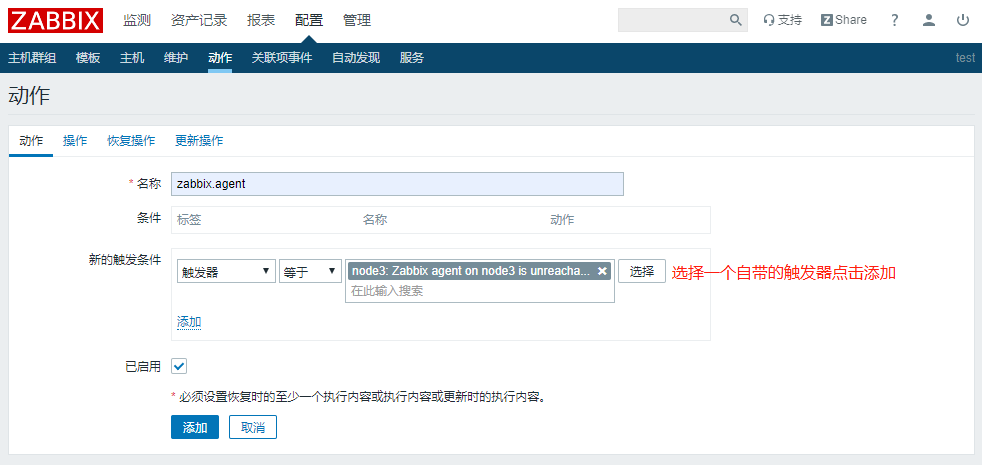 ZABBIX 监测 资产记录 报表 配置 管理 支持 Z Share ?
主机群组 模板 主机 维护 动作 关联项事件 自动发现 服务 test
动作
动作 操作 恢复操作 更新操作
* 名称 zabbix.agent
条件 标签 名称 动作
新的触发条件 触发器 等于 node3: Zabbix agent on node3 is unreacha... 选择 选择一个自带的触发器点击添加
在此输入搜索
添加
已启用
* 必须设置恢复时的至少一个执行内容或执行内容或更新时的执行内容。
添加 取消